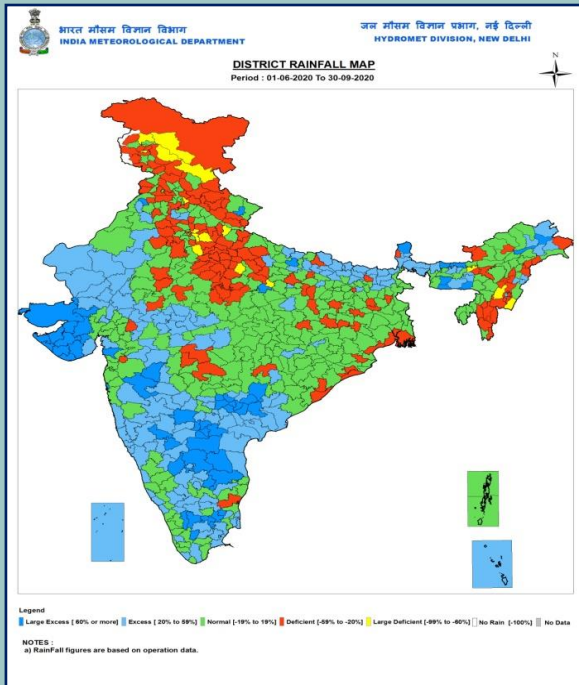 भारत मौसम विज्ञान विभाग
INDIA METEOROLOGICAL DEPARTMENT
जल मौसम विज्ञान प्रभाग, नई दिल्ली
HYDROMET DIVISION, NEW DELHI
DISTRICT RAINFALL MAP
Period : 01-06-2020 To 30-09-2020
N
Legend
Large Excess [ 60% or more] Excess [ 20% to 59%] Normal [-19% to 19%] Deficient [-59% to -20%] Large Deficient [-99% to -60%] No Rain [-100%] No Data
NOTES :
a) RainFall figures are based on operation data.